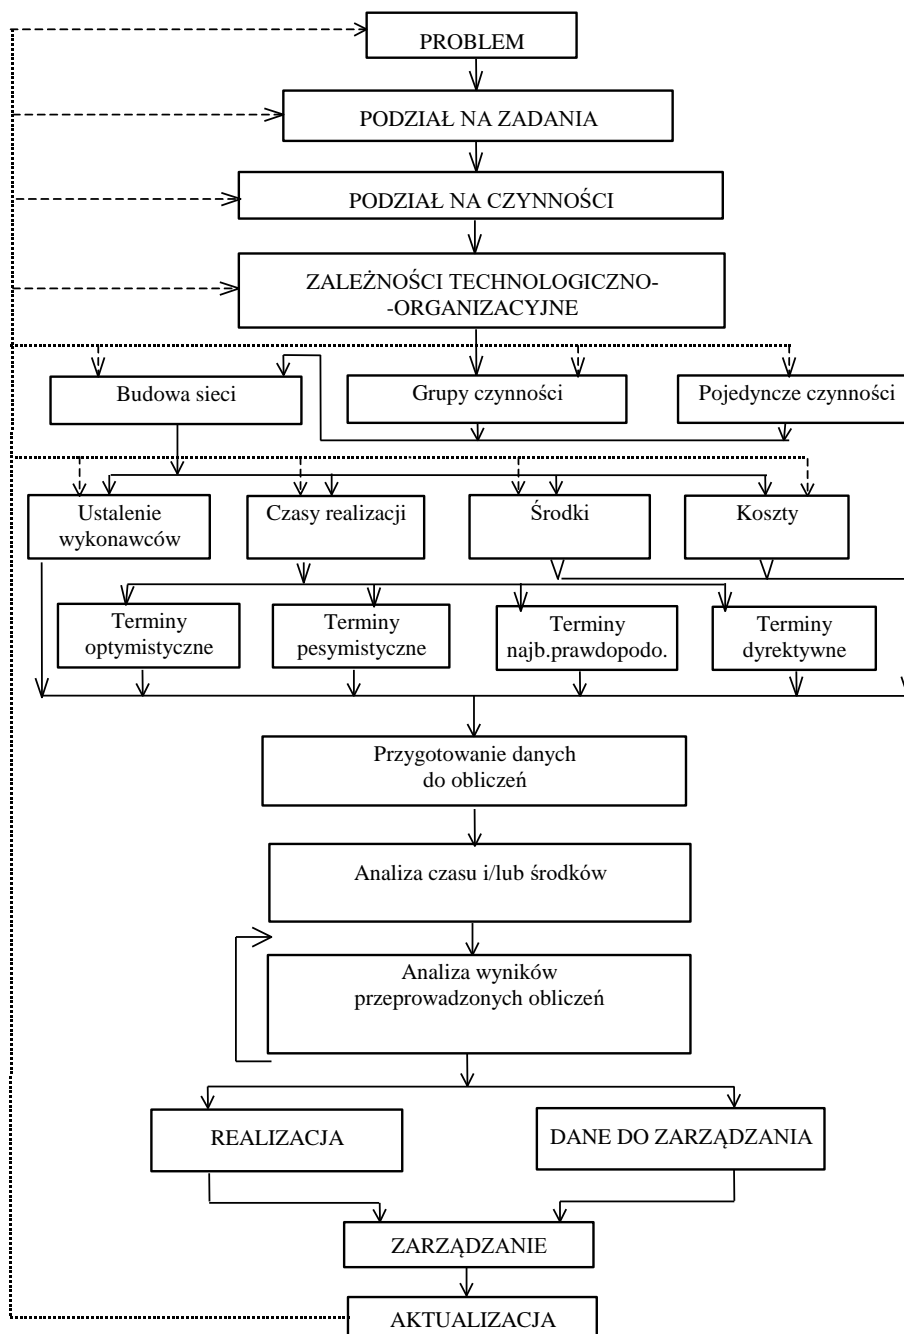 PROBLEM
PODZIAŁ NA ZADANIA
PODZIAŁ NA CZYNNOŚCI
ZALEŻNOŚCI TECHNOLOGICZNO-
-ORGANIZACYJNE
Budowa sieci
Grupy czynności
Pojedyncze czynności
Ustalenie
wykonawców
Czasy realizacji
Środki
Koszty
Terminy
optymistyczne
Terminy
pesymistyczne
Terminy
najb.prawdopodo.
Terminy
dyrektywne
Przygotowanie danych
do obliczeń
Analiza czasu i/lub środków
Analiza wyników
przeprowadzonych obliczeń
REALIZACJA
DANE DO ZARZĄDZANIA
ZARZĄDZANIE
AKTUALIZACJA